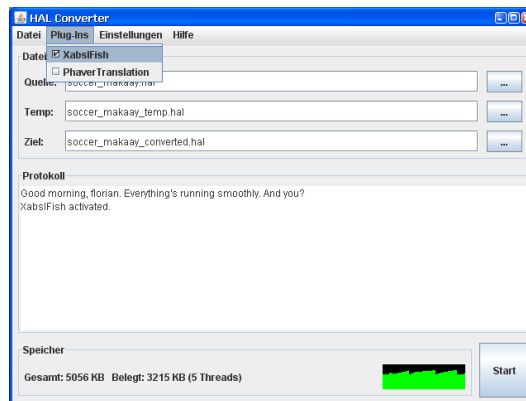 HAL Converter
Datei Plug-Ins Einstellungen Hilfe
XabslFish
PhaverTranslation
Datei
Quelle: soccer_makaay.hal ...
Temp: soccer_makaay_temp.hal ...
Ziel: soccer_makaay_converted.hal ...
Protokoll
Good morning, florian. Everything's running smoothly. And you?
XabslFish activated.
Speicher
Gesamt: 5056 KB Belegt: 3215 KB (5 Threads)
Start